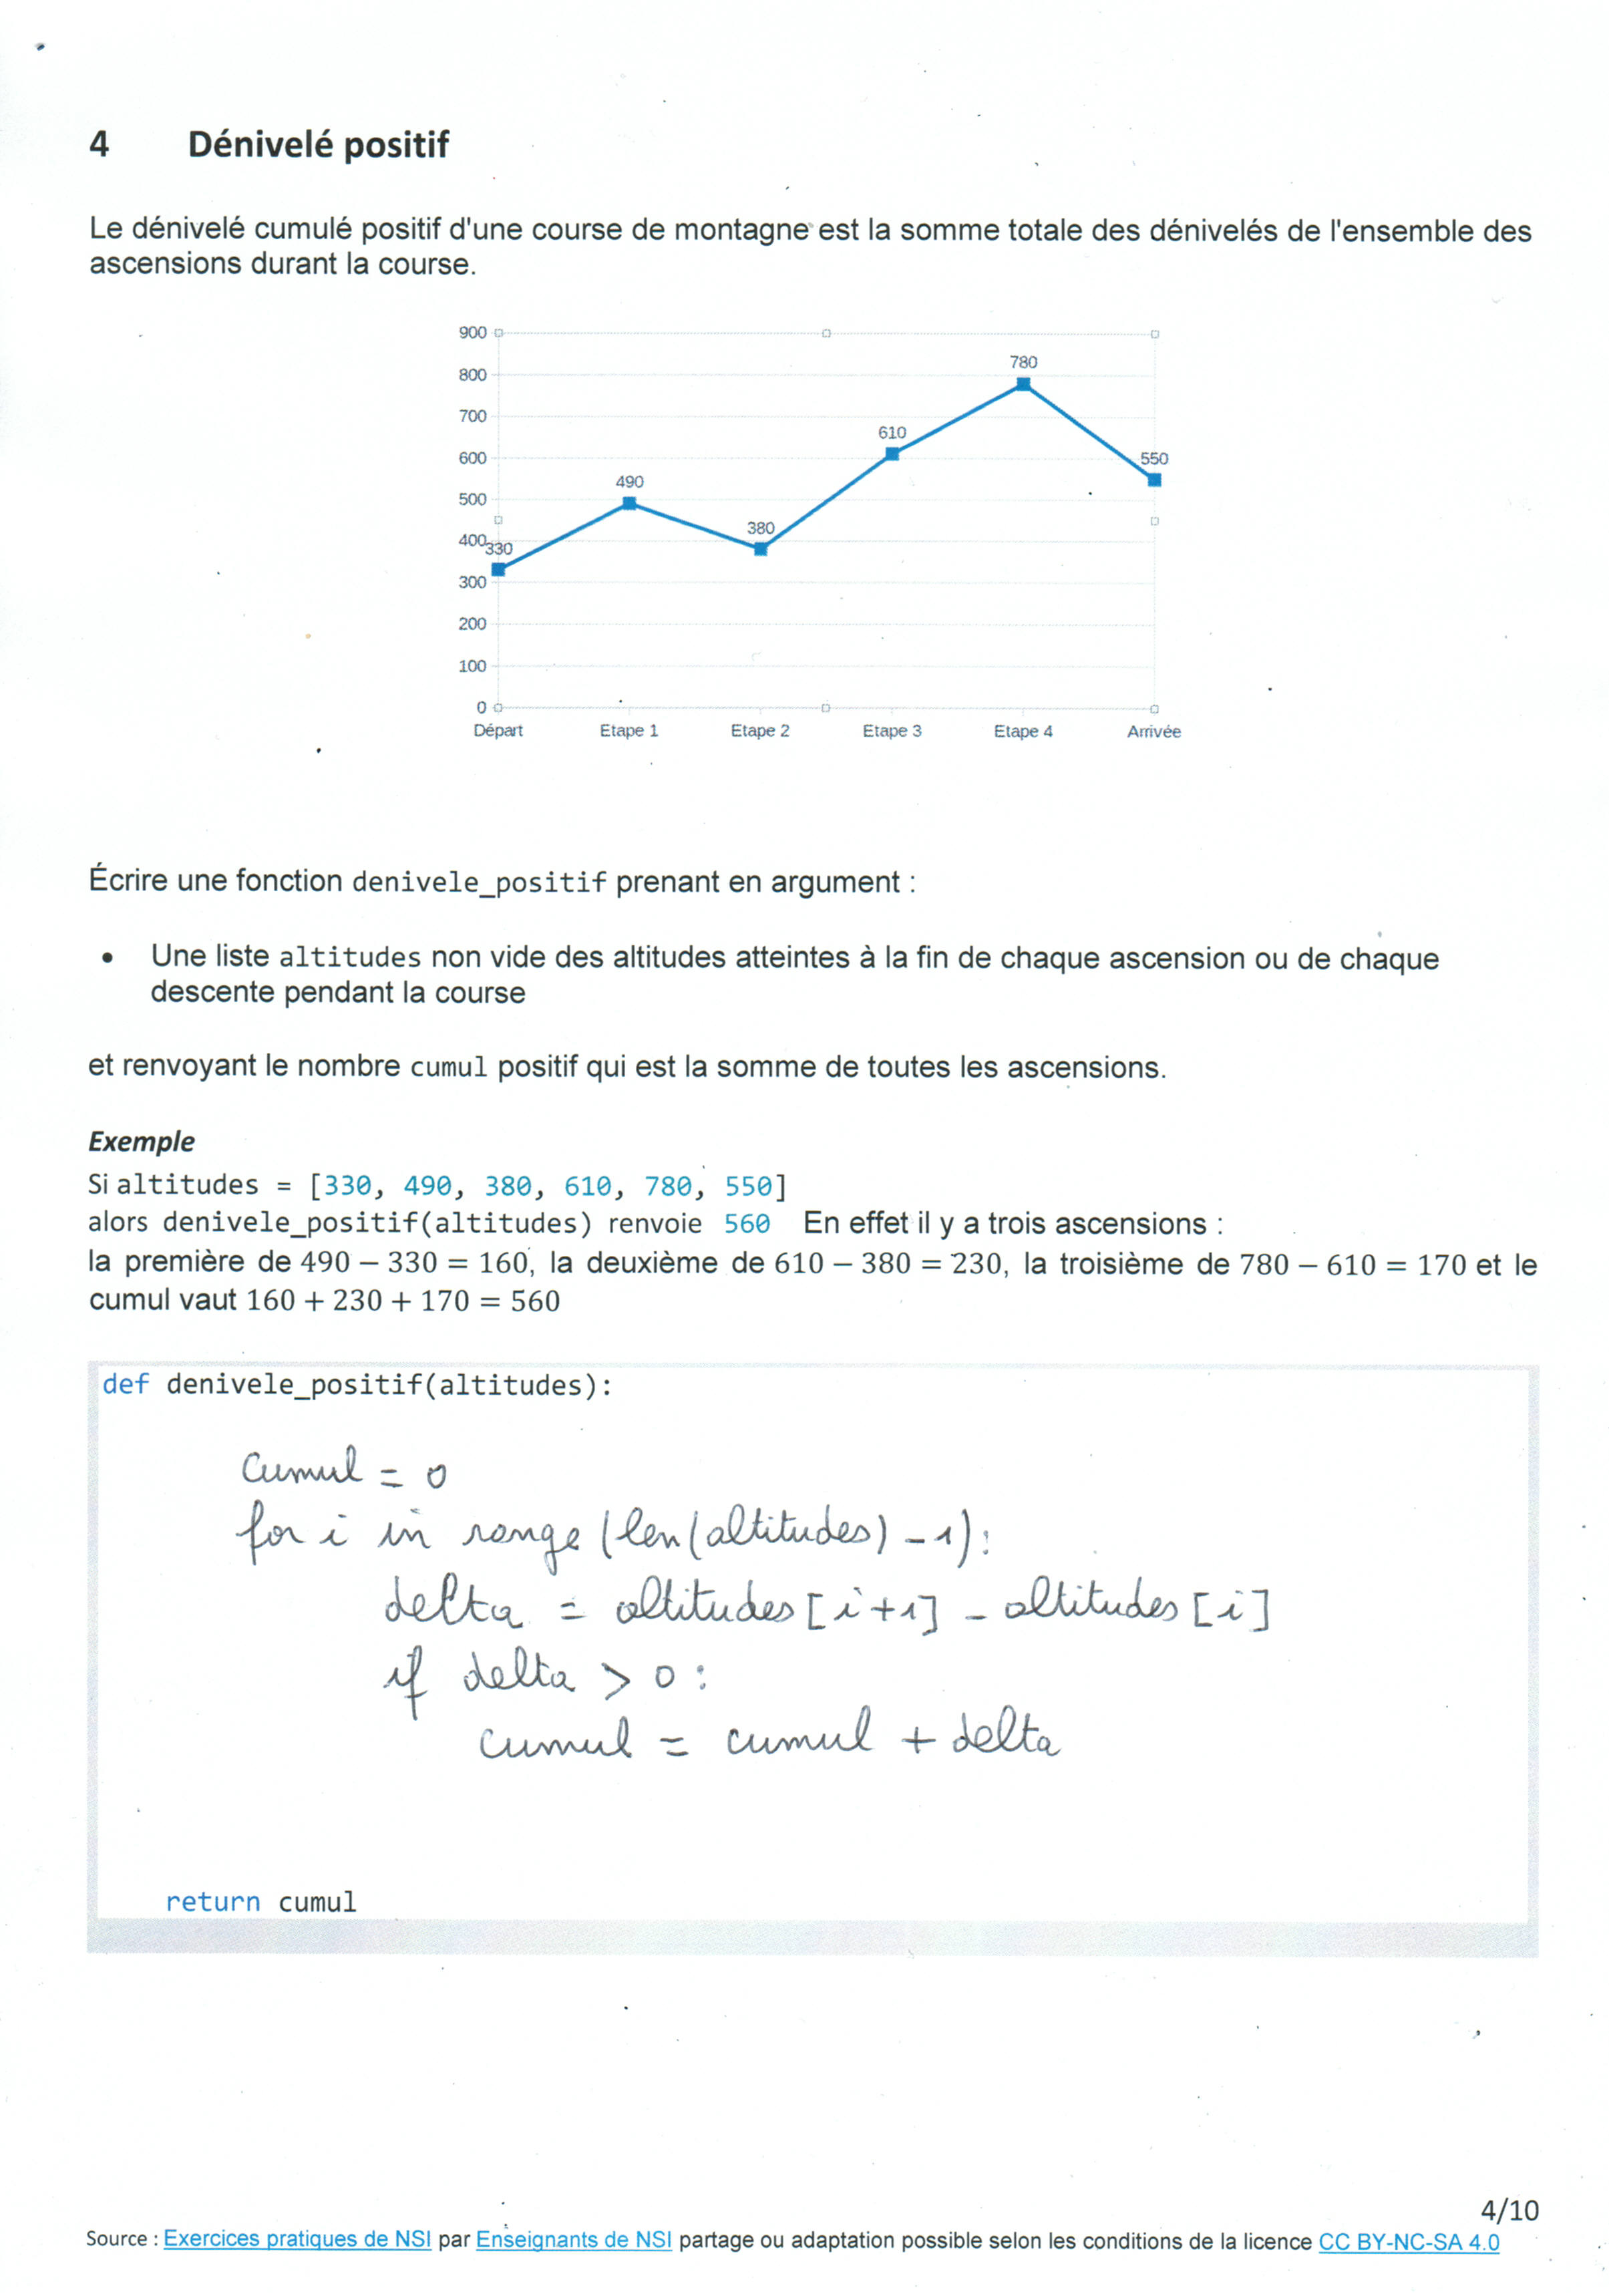 4 Dénivelé positif
Le dénivelé cumulé positif d'une course de montagne est la somme totale des dénivelés de l'ensemble des
ascensions durant la course.
900
800
700
600
500
400
300
200
100
0
330
490
380
610
780
550
Départ Etape 1 Etape 2 Etape 3 Etape 4 Arrivée
Écrire une fonction denivele_positif prenant en argument :
• Une liste altitudes non vide des altitudes atteintes à la fin de chaque ascension ou de chaque
descente pendant la course
et renvoyant le nombre cumul positif qui est la somme de toutes les ascensions.
Exemple
Si altitudes = [330, 490, 380, 610, 780, 550]
alors denivele_positif(altitudes) renvoie 560 En effet il y a trois ascensions :
la première de 490 – 330 = 160, la deuxième de 610 – 380 = 230, la troisième de 780 – 610 = 170 et le
cumul vaut 160 + 230 + 170 = 560
def denivele_positif(altitudes):
cumul = 0
for i in range (len(altitudes) -1):
delta = altitudes [i+1] - altitudes [i]
if delta > 0 :
cumul = cumul + delta
return cumul
4/10
Source : Exercices pratiques de NSI par Enseignants de NSI partage ou adaptation possible selon les conditions de la licence CC BY-NC-SA 4.0